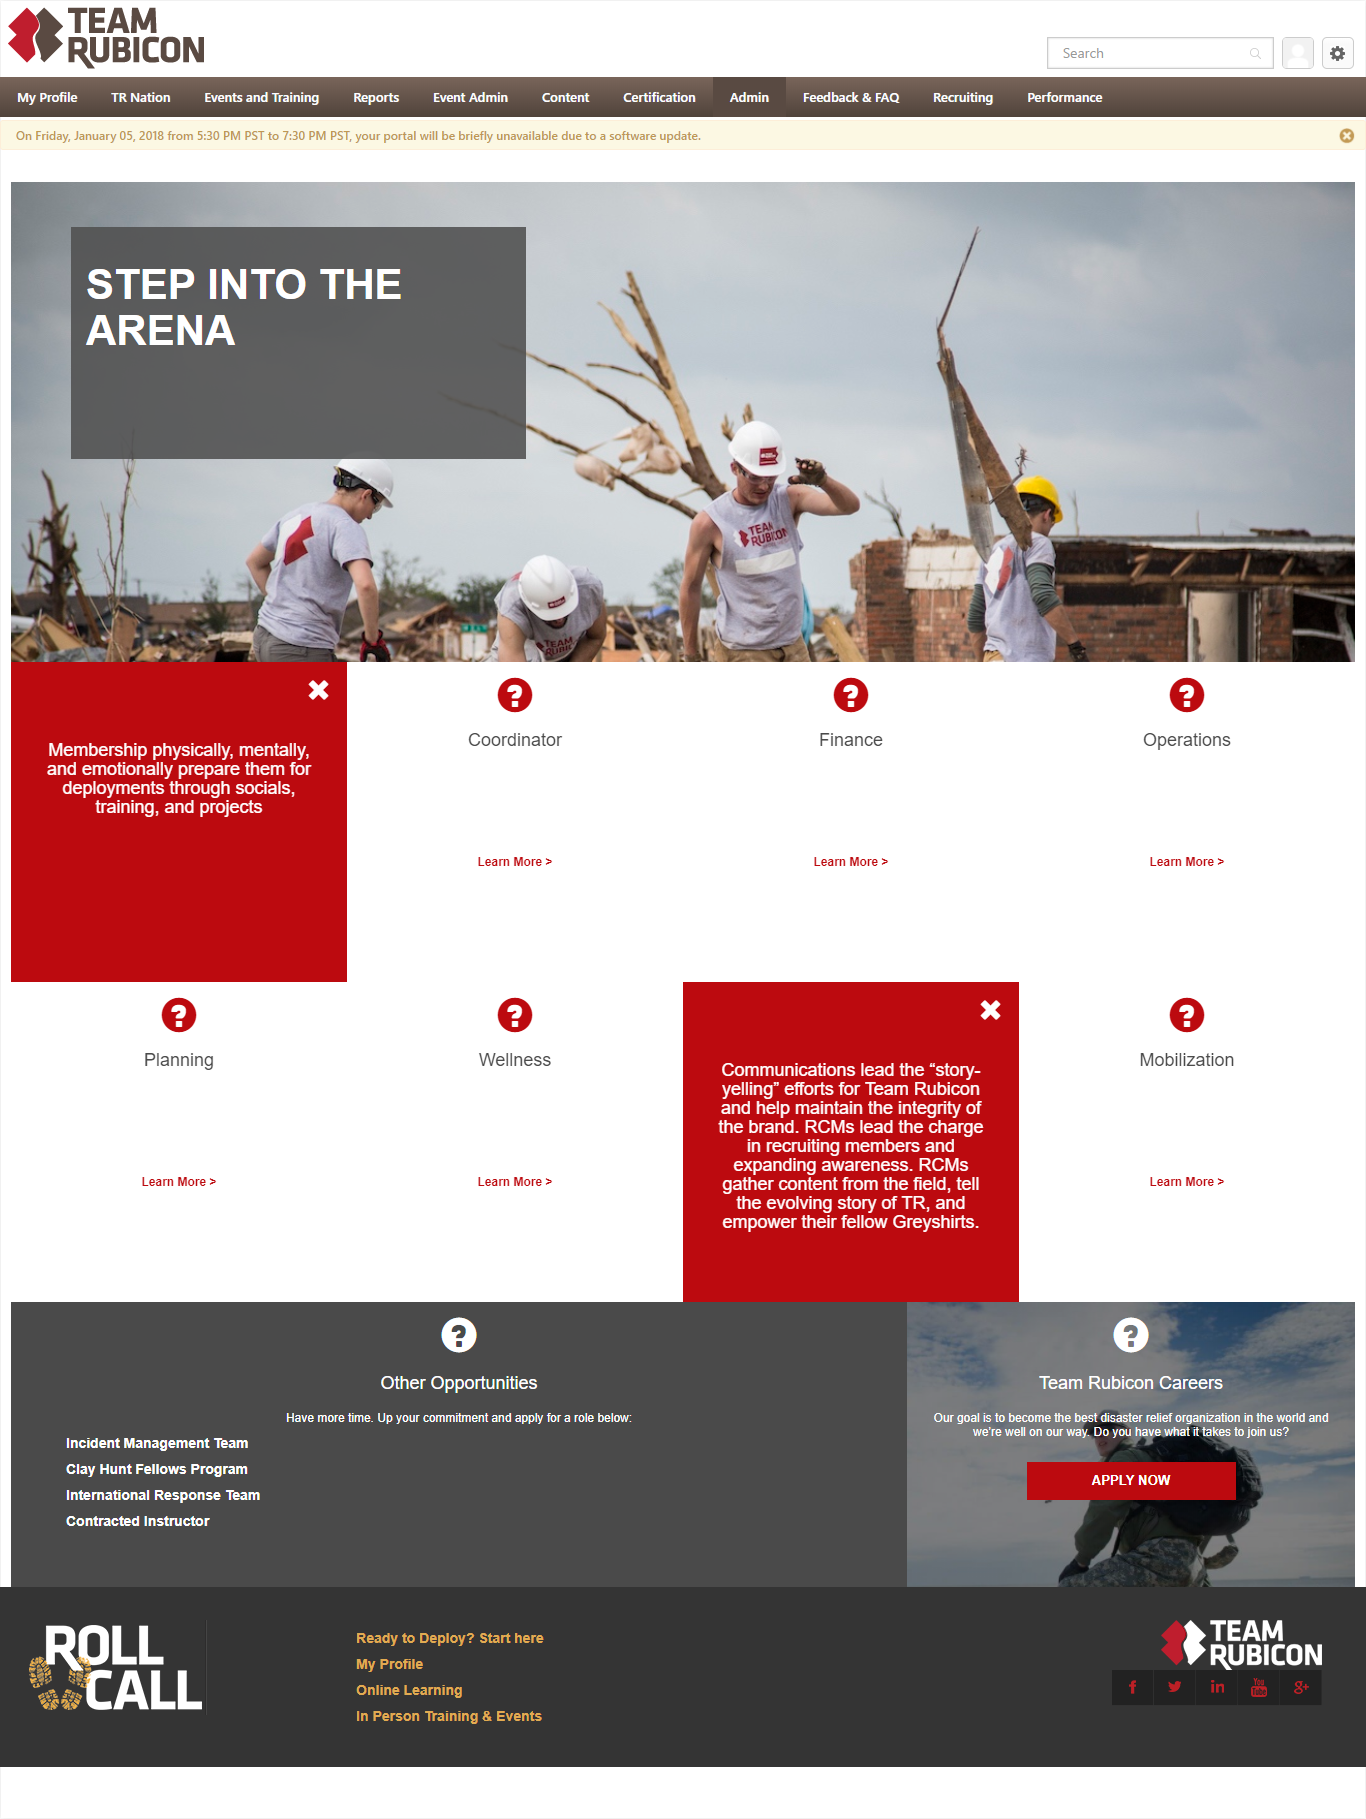 TEAM
RUBICON
Search
My Profile
TR Nation
Events and Training
Reports
Event Admin
Content
Certification
Admin
Feedback & FAQ
Recruiting
Performance
On Friday, January 05, 2018 from 5:30 PM PST to 7:30 PM PST, your portal will be briefly unavailable due to a software update.
STEP INTO THE
ARENA
TEAM
RUBICON
TEAM
Membership physically, mentally,
and emotionally prepare them for
deployments through socials,
training, and projects
?
Coordinator
Learn More >
?
Finance
Learn More >
?
Operations
Learn More >
?
Planning
Learn More >
?
Wellness
Learn More >
Communications lead the “story-
yelling” efforts for Team Rubicon
and help maintain the integrity of
the brand. RCMs lead the charge
in recruiting members and
expanding awareness. RCMs
gather content from the field, tell
the evolving story of TR, and
empower their fellow Greyshirts.
?
Mobilization
Learn More >
?
Other Opportunities
Have more time. Up your commitment and apply for a role below:
Incident Management Team
Clay Hunt Fellows Program
International Response Team
Contracted Instructor
?
Team Rubicon Careers
Our goal is to become the best disaster relief organization in the world and
we're well on our way. Do you have what it takes to join us?
APPLY NOW
ROLL
CALL
Ready to Deploy? Start here
My Profile
Online Learning
In Person Training & Events
TEAM
RUBICON
f
in
You
Tube
g+